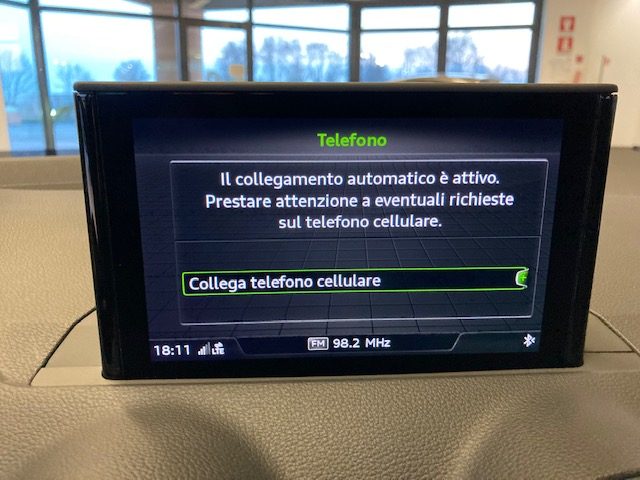 Telefono
Il collegamento automatico è attivo.
Prestare attenzione a eventuali richieste
sul telefono cellulare.
Collega telefono cellulare
18:11 LTE FM 98.2 MHz